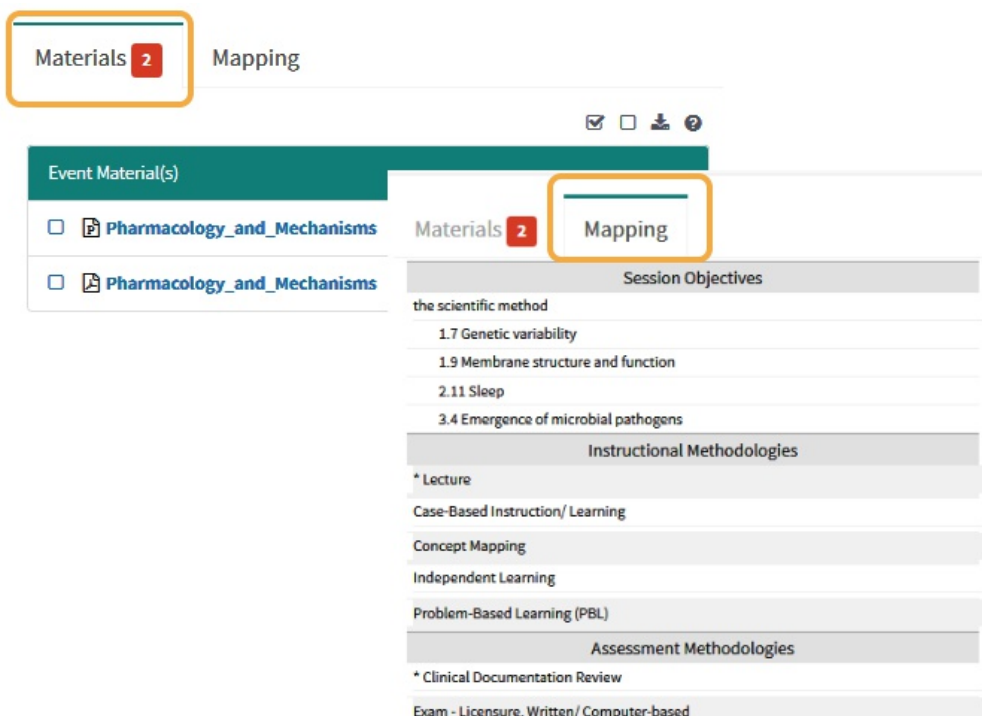 Materials 2 Mapping
Event Material(s)
Pharmacology_and_Mechanisms
Pharmacology_and_Mechanisms
Materials 2 Mapping
Session Objectives
the scientific method
1.7 Genetic variability
1.9 Membrane structure and function
2.11 Sleep
3.4 Emergence of microbial pathogens
Instructional Methodologies
* Lecture
Case-Based Instruction/ Learning
Concept Mapping
Independent Learning
Problem-Based Learning (PBL)
Assessment Methodologies
* Clinical Documentation Review
Exam - Licensure, Written/ Computer-based